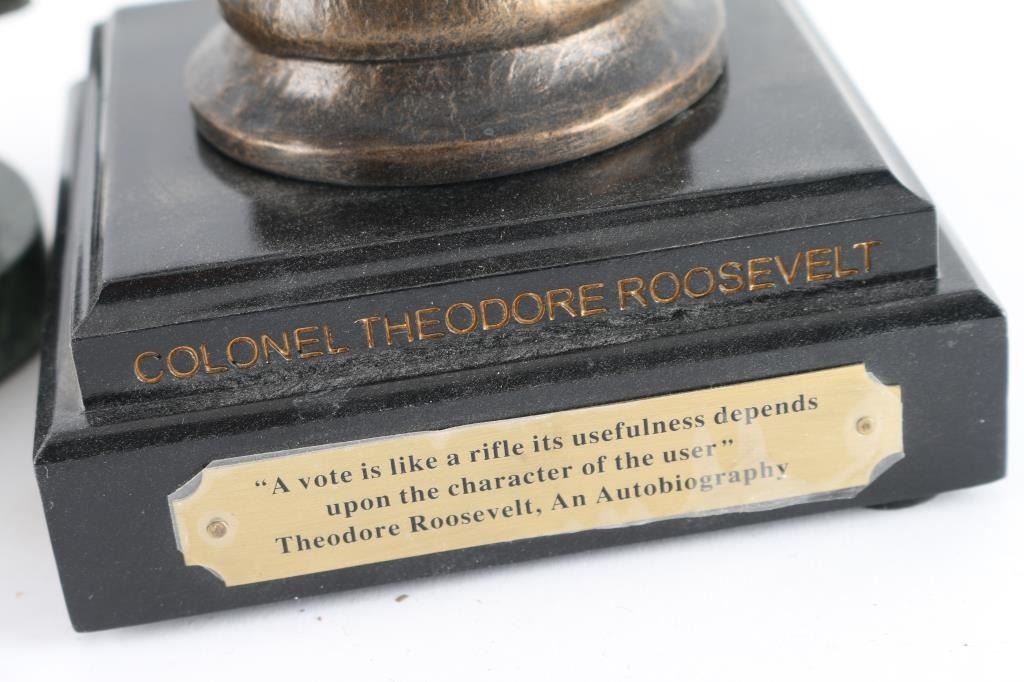 COLONEL THEODORE ROOSEVELT
“A vote is like a rifle its usefulness depends
upon the character of the user”
Theodore Roosevelt, An Autobiography